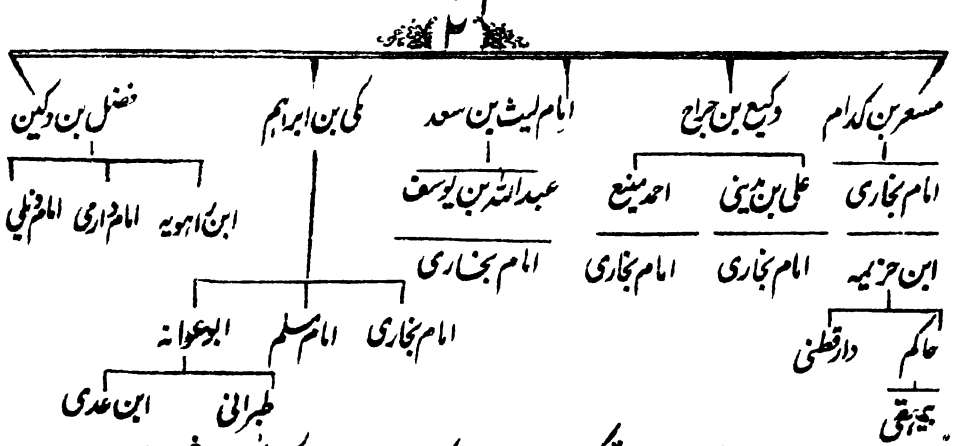 ۲
مسعر بن کدام وکیع بن جراح امام لیث بن سعد مکی بن ابراہیم فضل بن دکین
امام بخاری علی بن مدینی احمد منیع عبداللہ بن یوسف ابن راہویہ امام دارمی امام ذہلی
ابن خزیمہ امام بخاری امام بخاری امام بخاری
حاکم دارقطنی امام بخاری امام مسلم ابو عوانہ
بیہقی طبرانی ابن عدی